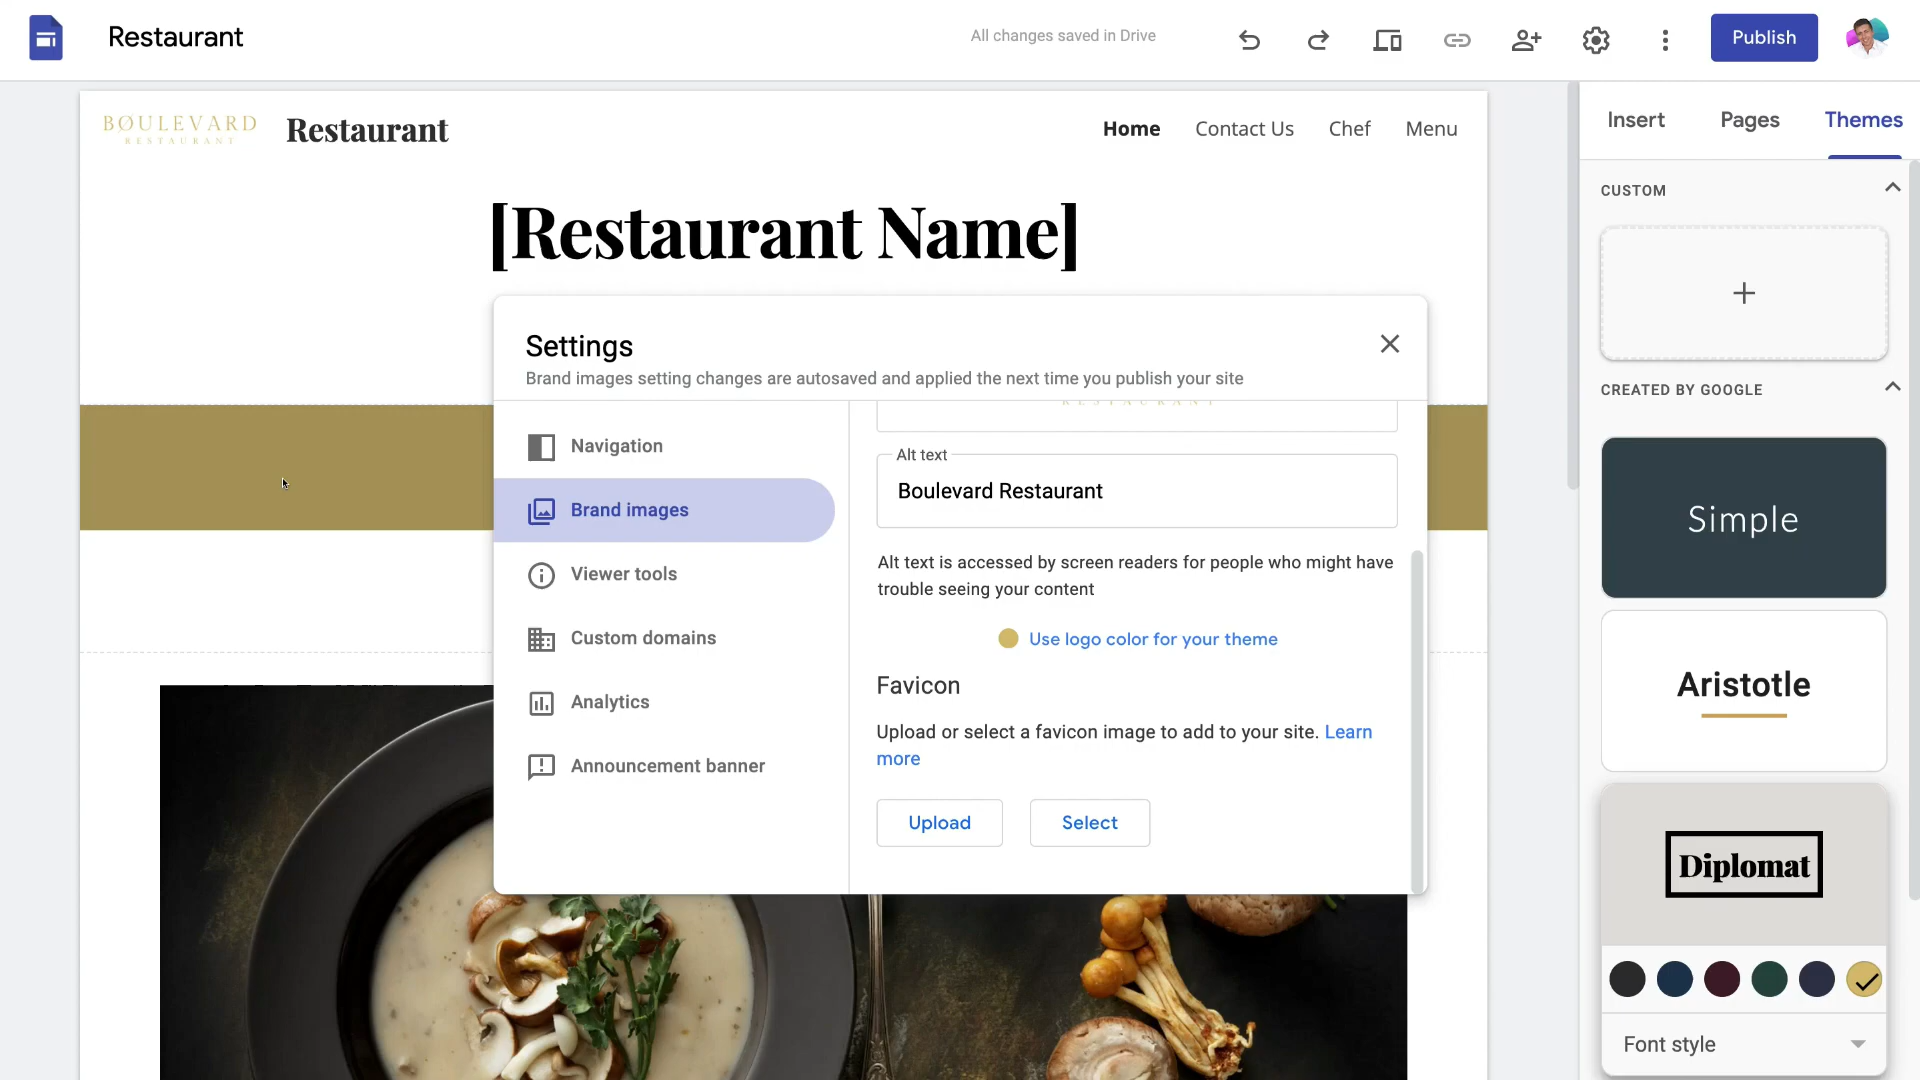 Restaurant
All changes saved in Drive
Publish
BOULEVARD
RESTAURANT
Restaurant
Home
Contact Us
Chef
Menu
Insert
Pages
Themes
[Restaurant Name]
CUSTOM
CREATED BY GOOGLE
Simple
Aristotle
Diplomat
Font style
Settings
Brand images setting changes are autosaved and applied the next time you publish your site
Navigation
Brand images
Viewer tools
Custom domains
Analytics
Announcement banner
RESTAURANT
Alt text
Boulevard Restaurant
Alt text is accessed by screen readers for people who might have
trouble seeing your content
Use logo color for your theme
Favicon
Upload or select a favicon image to add to your site. Learn
more
Upload
Select